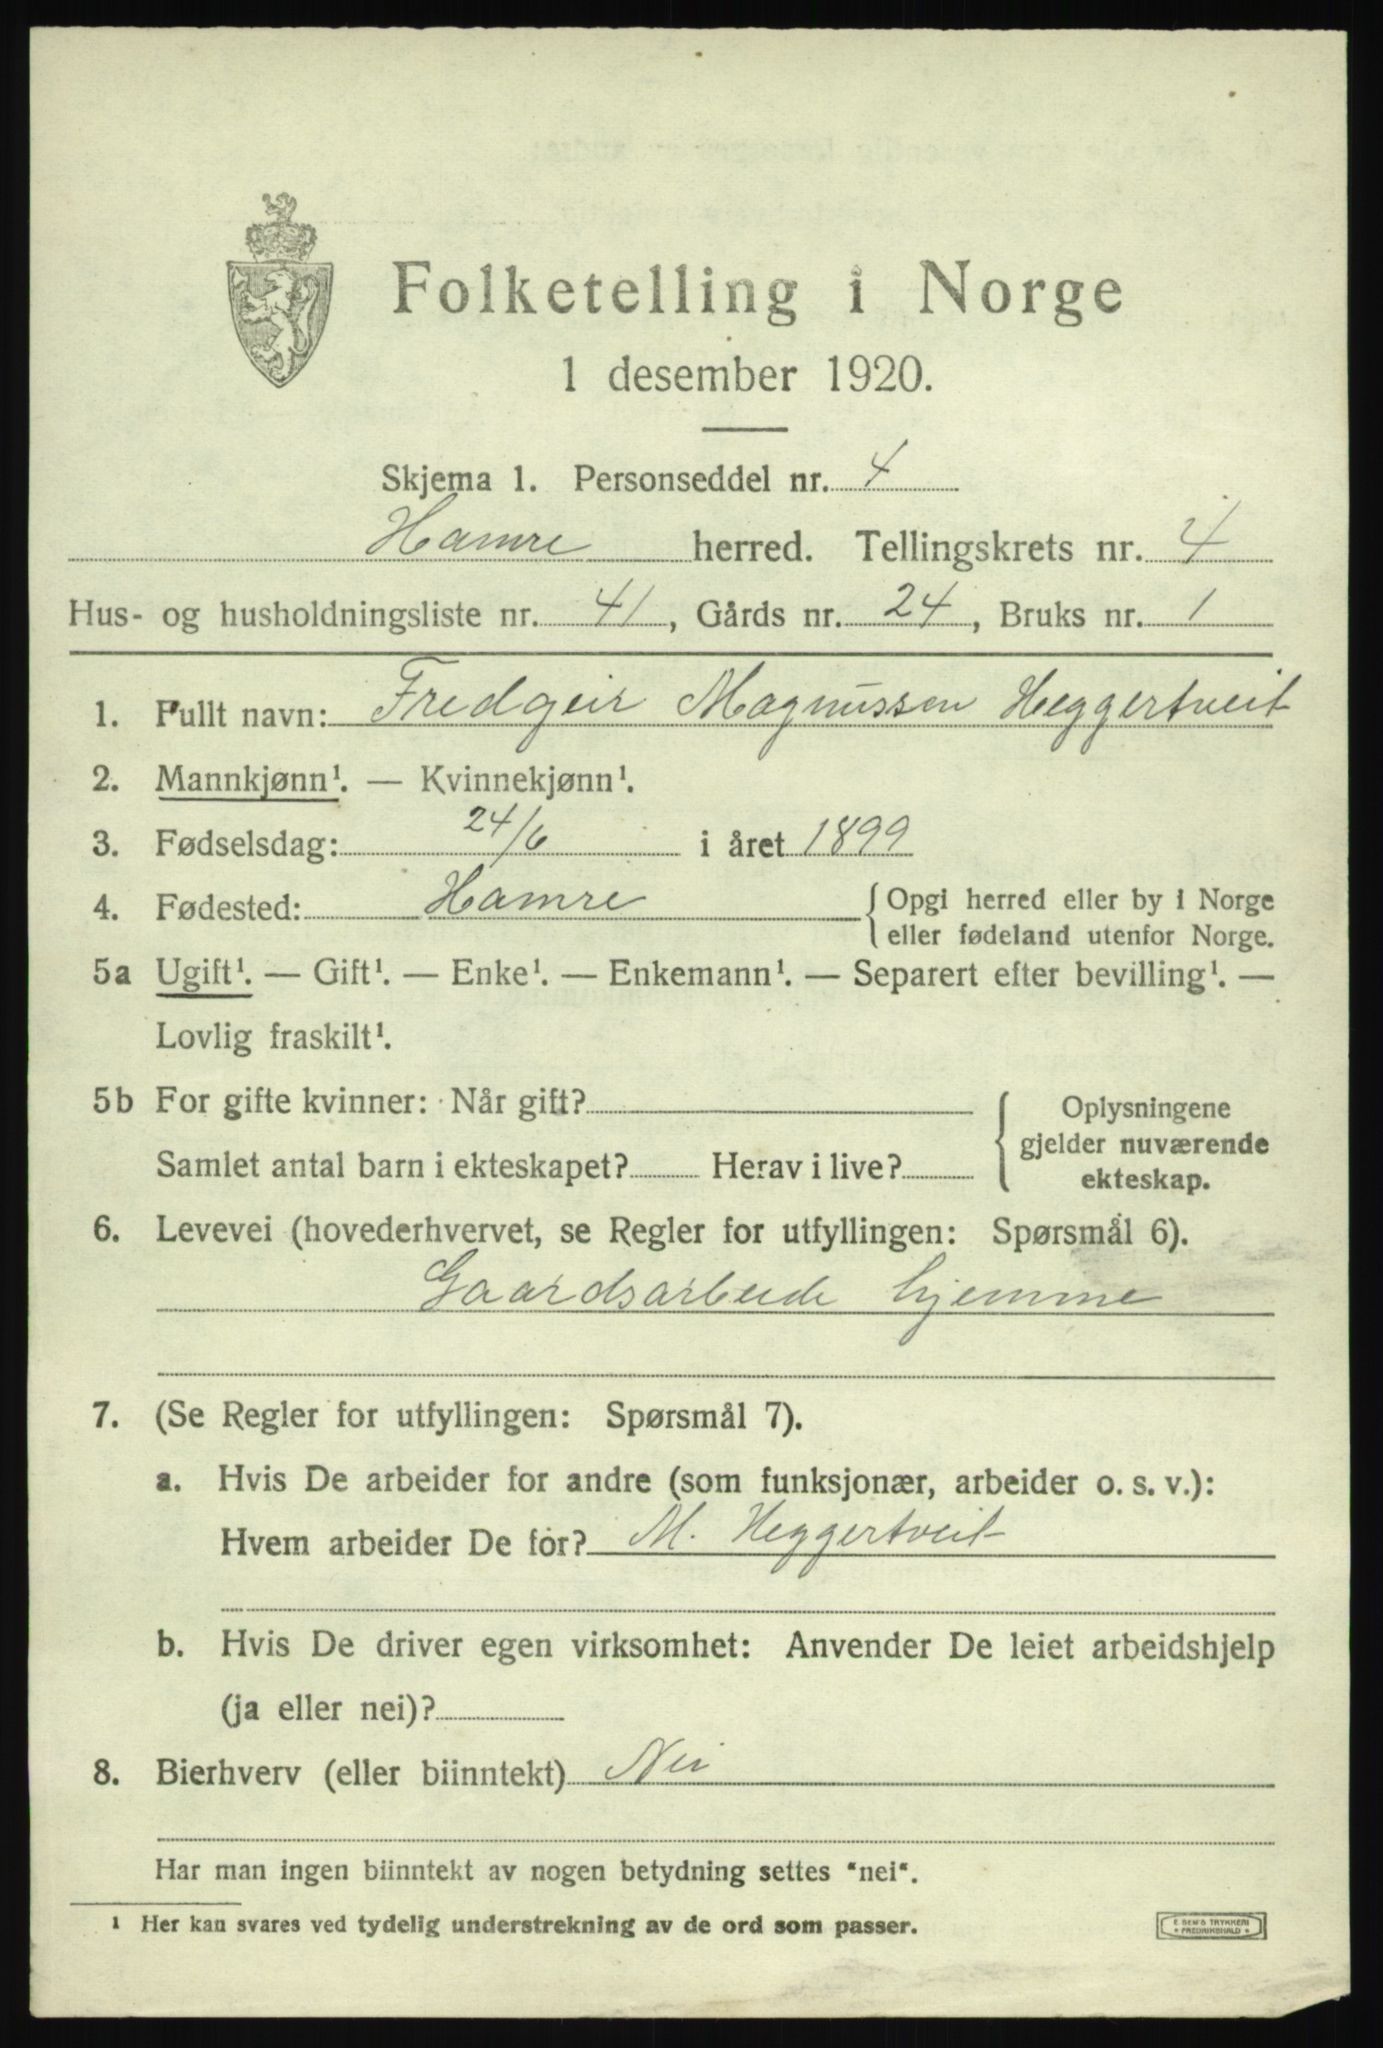 Folketelling i Norge
1 desember 1920.
Skjema 1. Personseddel nr. 4
Hamre herred. Tellingskrets nr. 4
Hus- og husholdningsliste nr. 41, Gårds nr. 24, Bruks nr. 1
1. Fullt navn: Fredgeir Magnussen Heggertveit
2. Mannkjønn¹. — Kvinnekjønn¹.
3. Fødselsdag: 24/6 i året 1899
4. Fødested: Hamre { Opgi herred eller by i Norge
eller fødeland utenfor Norge.
5a Ugift¹. — Gift¹. — Enke¹. — Enkemann¹. — Separert efter bevilling¹. —
Lovlig fraskilt¹.
5b For gifte kvinner: Når gift?
Samlet antal barn i ekteskapet? Herav i live?
{ Oplysningene
gjelder nuværende
ekteskap.
6. Levevei (hovederhvervet, se Regler for utfyllingen: Spørsmål 6).
Gaardsarbeide hjemme
7. (Se Regler for utfyllingen: Spørsmål 7).
a. Hvis De arbeider for andre (som funksjonær, arbeider o. s. v.):
Hvem arbeider De for? M. Heggertveit
b. Hvis De driver egen virksomhet: Anvender De leiet arbeidshjelp
(ja eller nei)?
8. Bierhverv (eller biinntekt) Nei
Har man ingen biinntekt av nogen betydning settes "nei".
¹ Her kan svares ved tydelig understrekning av de ord som passer.
E. SEM'S TRYKKERI
* FREDRIKSHALD *